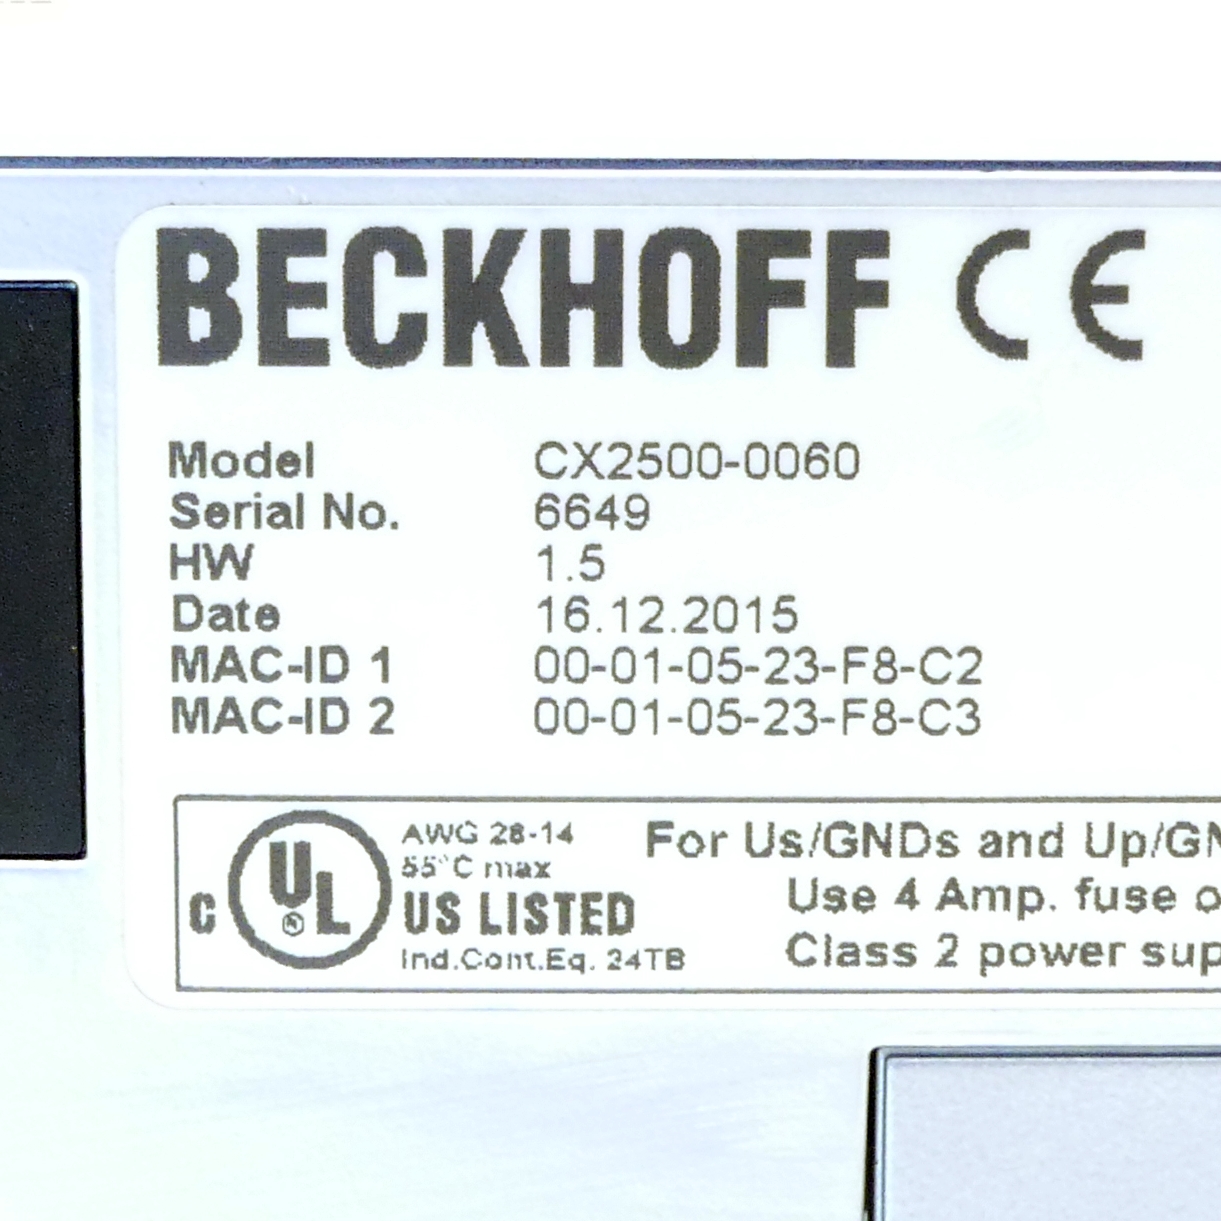 BECKHOFF CE
Model CX2500-0060
Serial No. 6649
HW 1.5
Date 16.12.2015
MAC-ID 1 00-01-05-23-F8-C2
MAC-ID 2 00-01-05-23-F8-C3
C UL
AWG 28-14
55°C max
US LISTED
Ind.Cont.Eq. 24TB
For Us/GNDs and Up/GN
Use 4 Amp. fuse o
Class 2 power sup